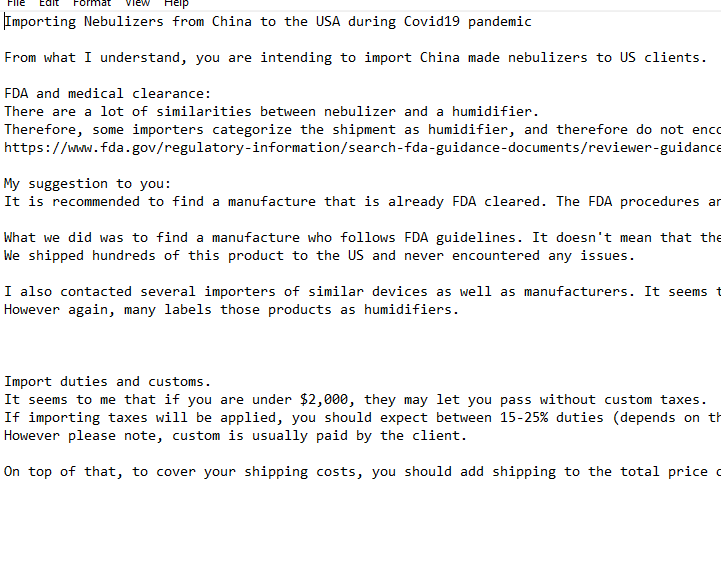 File Edit Format View Help
Importing Nebulizers from China to the USA during Covid19 pandemic
From what I understand, you are intending to import China made nebulizers to US clients.
FDA and medical clearance:
There are a lot of similarities between nebulizer and a humidifier.
Therefore, some importers categorize the shipment as humidifier, and therefore do not enco
https://www.fda.gov/regulatory-information/search-fda-guidance-documents/reviewer-guidance
My suggestion to you:
It is recommended to find a manufacture that is already FDA cleared. The FDA procedures ar
What we did was to find a manufacture who follows FDA guidelines. It doesn't mean that the
We shipped hundreds of this product to the US and never encountered any issues.
I also contacted several importers of similar devices as well as manufacturers. It seems t
However again, many labels those products as humidifiers.
Import duties and customs.
It seems to me that if you are under $2,000, they may let you pass without custom taxes.
If importing taxes will be applied, you should expect between 15-25% duties (depends on th
However please note, custom is usually paid by the client.
On top of that, to cover your shipping costs, you should add shipping to the total price o